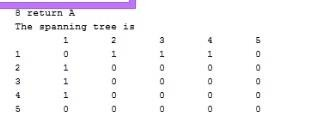 8 return A
The spanning tree is
1 2 3 4 5
1 0 1 1 1 0
2 1 0 0 0 0
3 1 0 0 0 0
4 1 0 0 0 0
5 0 0 0 0 0